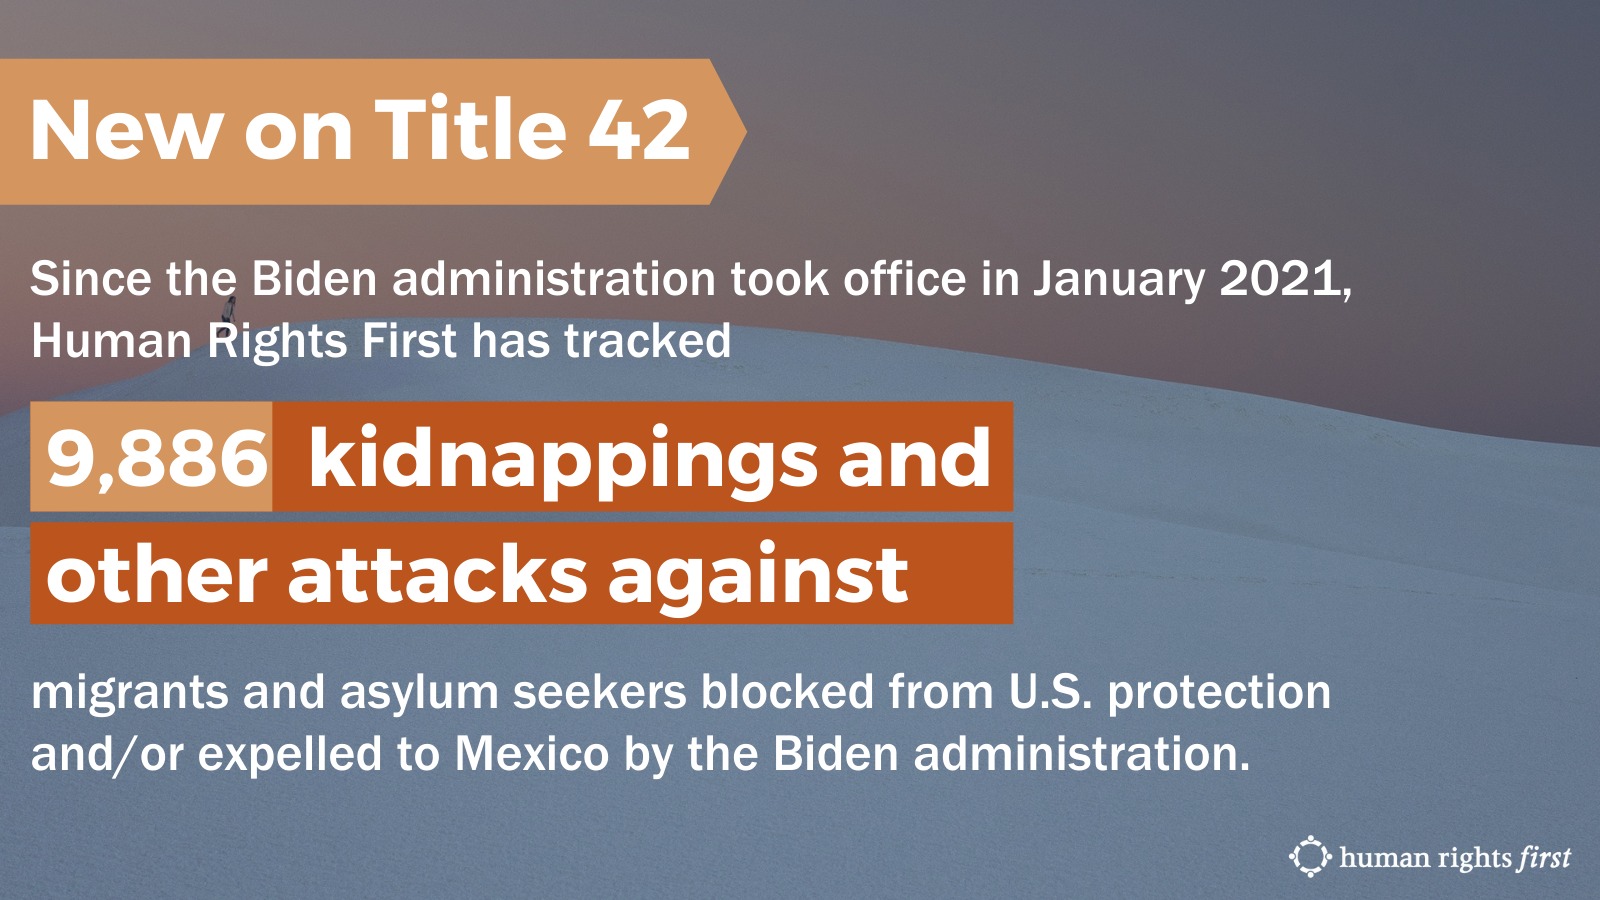 New on Title 42
Since the Biden administration took office in January 2021,
Human Rights First has tracked
9,886 kidnappings and
other attacks against
migrants and asylum seekers blocked from U.S. protection
and/or expelled to Mexico by the Biden administration.
human rights first